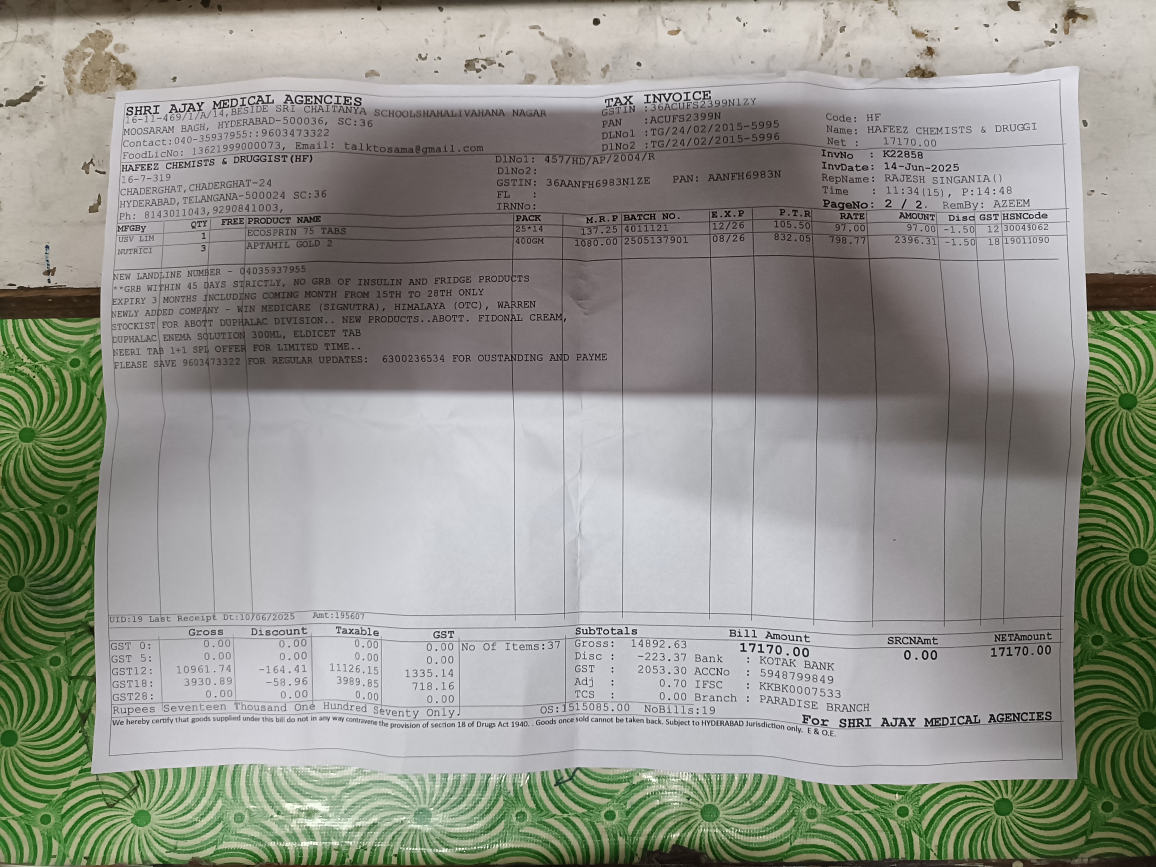 SHRI AJAY MEDICAL AGENCIES
16-11-469/1/A/14,BESIDE SRI CHAITANYA SCHOOLSHAHALIVAHANA NAGAR
MOOSARAM BAGH, HYDERABAD-500036, SC:36
Contact:040-35937955::9603473322
FoodLicNo: 13621999000073, Email: talktosama@gmail.com
TAX INVOICE
GSTIN :36ACUFS2399N1ZY
PAN :ACUFS2399N
DLNo1 :TG/24/02/2015-5995
DlNo2 :TG/24/02/2015-5996
Code: HF
Name: HAFEEZ CHEMISTS & DRUGGI
Net : 17170.00
HAFEEZ CHEMISTS & DRUGGIST(HF)
16-7-319
CHADERGHAT,CHADERGHAT-24
HYDERABAD,TELANGANA-500024 SC:36
Ph: 8143011043,9290841003,
Dl1No1: 457/HD/AP/2004/R
D1No2:
GSTIN: 36AANFH6983N1ZE PAN: AANFH6983N
FL :
IRNNo:
InvNo : K22858
InvDate: 14-Jun-2025
RepName: RAJESH SINGANIA()
Time : 11:34(15), P:14:48
PageNo: 2 / 2. RemBy: AZEEM
MFGBy QTY FREE PRODUCT NAME PACK M.R.P BATCH NO. E.X.P P.T.R RATE AMOUNT Disc GST HSNCode
USV LIM 1 ECOSPRIN 75 TABS 25*14 137.25 4011121 12/26 105.50 97.00 97.00 -1.50 12 30043062
NUTRICI 3 APTAMIL GOLD 2 400GM 1080.00 2505137901 08/26 832.05 798.77 2396.31 -1.50 18 19011090
NEW LANDLINE NUMBER - 04035937955
**GRB WITHIN 45 DAYS STRICTLY, NO GRB OF INSULIN AND FRIDGE PRODUCTS
EXPIRY 3 MONTHS INCLUDING COMING MONTH FROM 15TH TO 28TH ONLY
NEWLY ADDED COMPANY - WIN MEDICARE (SIGNUTRA), HIMALAYA (OTC), WARREN
STOCKIST FOR ABOTT DUPHALAC DIVISION.. NEW PRODUCTS..ABOTT. FIDONAL CREAM,
DUPHALAC ENEMA SOLUTION 300ML, ELDICET TAB
NEERI TAB 1+1 SPL OFFER FOR LIMITED TIME..
PLEASE SAVE 9603473322 FOR REGULAR UPDATES: 6300236534 FOR OUSTANDING AND PAYME
UID:19 Last Receipt Dt:10/06/2025 Amt:195607
Gross Discount Taxable GST
GST 0: 0.00 0.00 0.00 0.00
GST 5: 0.00 0.00 0.00 0.00
GST12: 10961.74 -164.41 11126.15 1335.14
GST18: 3930.89 -58.96 3989.85 718.16
GST28: 0.00 0.00 0.00 0.00
No Of Items:37
SubTotals
Gross: 14892.63
Disc : -223.37
GST : 2053.30
Adj : 0.70
TCS : 0.00
Bill Amount
17170.00
Bank : KOTAK BANK
ACCNo : 5948799849
IFSC : KKBK0007533
Branch : PARADISE BRANCH
SRCNAmt
0.00
NETAmount
17170.00
Rupees Seventeen Thousand One Hundred Seventy Only.
OS:1515085.00 NoBills:19
For SHRI AJAY MEDICAL AGENCIES
We hereby certify that goods supplied under this bill do not in any way contravene the provision of section 18 of Drugs Act 1940. . Goods once sold cannot be taken back. Subject to HYDERABAD Jurisdiction only. E & O.E.